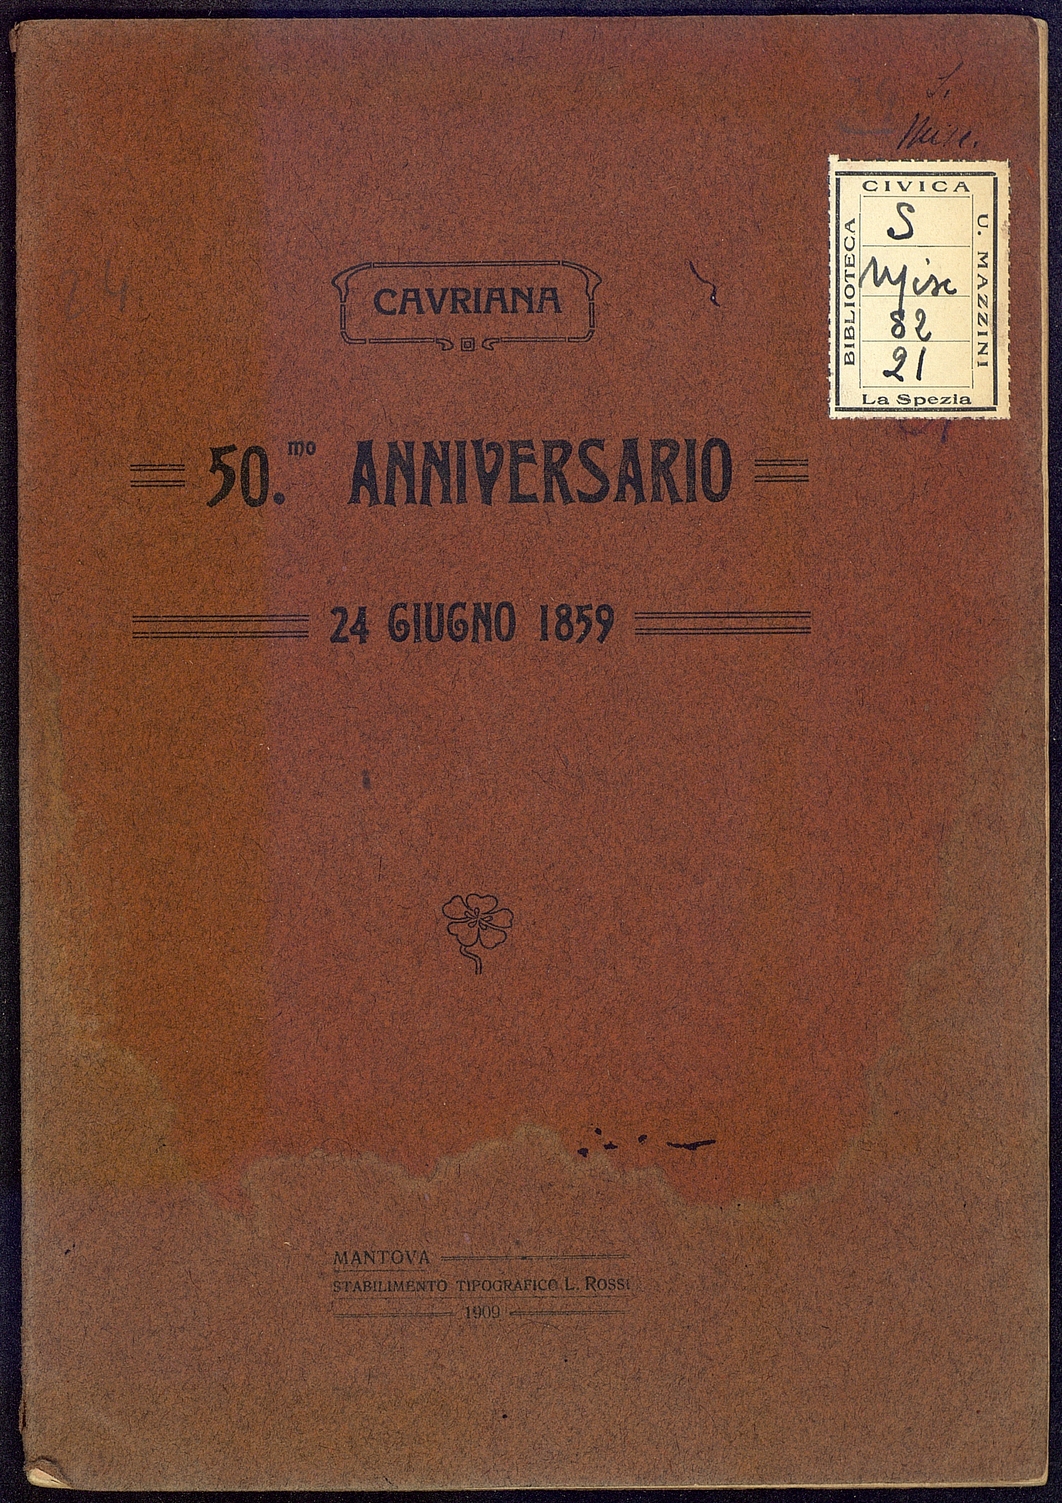 S.
Misc.
CIVICA
BIBLIOTECA
U. MAZZINI
S
Misc
82
21
La Spezia
CAVRIANA
50.mo ANNIVERSARIO
24 GIUGNO 1859
MANTOVA
STABILIMENTO TIPOGRAFICO L. ROSSI
1909